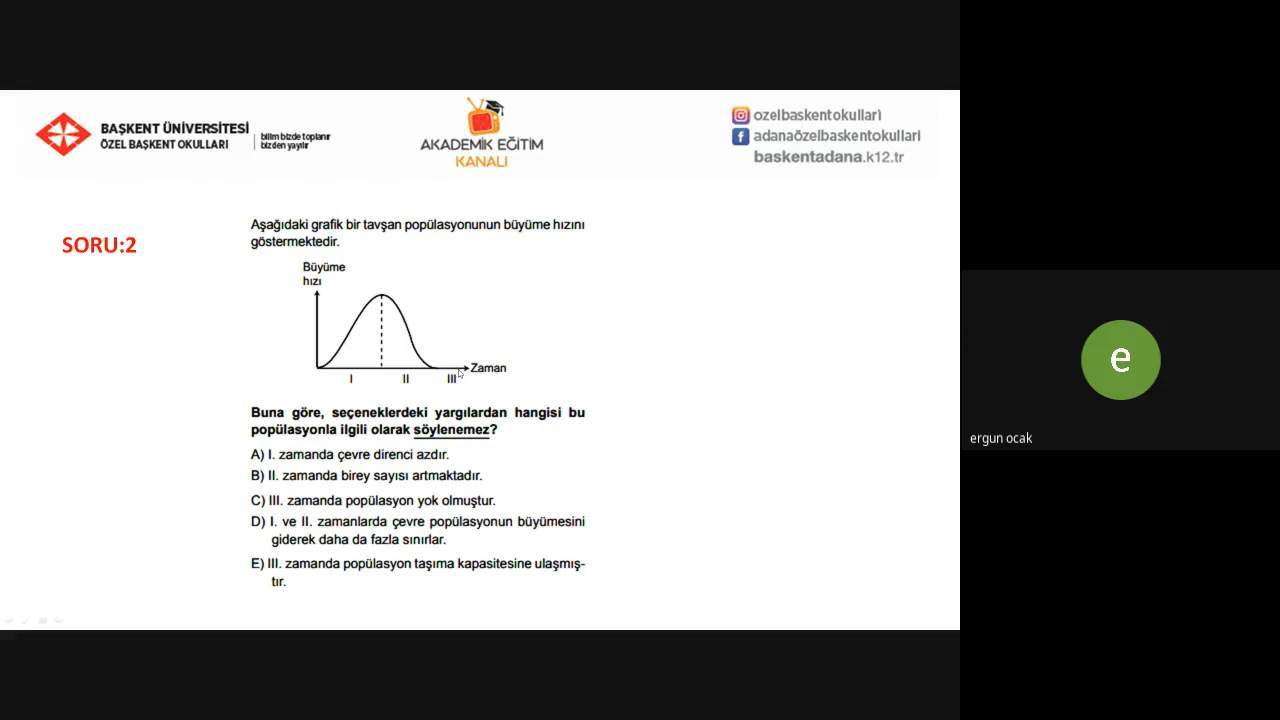 BAŞKENT ÜNİVERSİTESİ
ÖZEL BAŞKENT OKULLARI
bilim bizde toplanır
bizden yayılır
AKADEMİK EĞİTİM
KANALI
ozelbaskentokullari
adanaözelbaskentokullari
baskentadana.k12.tr
SORU:2
Aşağıdaki grafik bir tavşan popülasyonunun büyüme hızını
göstermektedir.
Büyüme
hızı
Zaman
I
II
III
Buna göre, seçeneklerdeki yargılardan hangisi bu
popülasyonla ilgili olarak söylenemez?
A) I. zamanda çevre direnci azdır.
B) II. zamanda birey sayısı artmaktadır.
C) III. zamanda popülasyon yok olmuştur.
D) I. ve II. zamanlarda çevre popülasyonun büyümesini
giderek daha da fazla sınırlar.
E) III. zamanda popülasyon taşıma kapasitesine ulaşmış-
tır.
e
ergun ocak